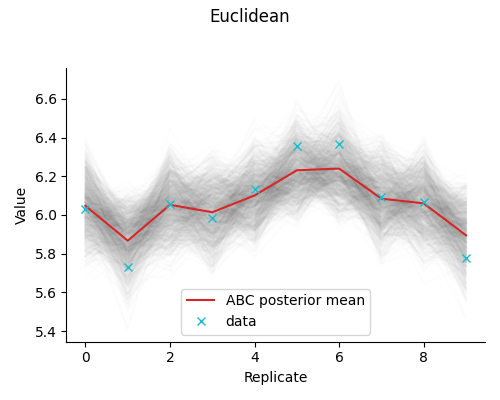 Euclidean
Value
6.6
6.4
6.2
6.0
5.8
5.6
5.4
ABC posterior mean
data
0
2
4
6
8
Replicate